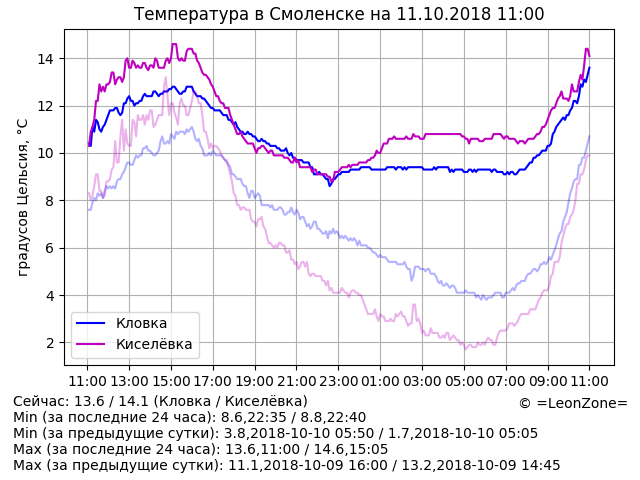 Температура в Смоленске на 11.10.2018 11:00
градусов Цельсия, °C
14
12
10
8
6
4
2
Кловка
Киселёвка
11:00 13:00 15:00 17:00 19:00 21:00 23:00 01:00 03:00 05:00 07:00 09:00 11:00
Сейчас: 13.6 / 14.1 (Кловка / Киселёвка)
© =LeonZone=
Min (за последние 24 часа): 8.6,22:35 / 8.8,22:40
Min (за предыдущие сутки): 3.8,2018-10-10 05:50 / 1.7,2018-10-10 05:05
Max (за последние 24 часа): 13.6,11:00 / 14.6,15:05
Max (за предыдущие сутки): 11.1,2018-10-09 16:00 / 13.2,2018-10-09 14:45